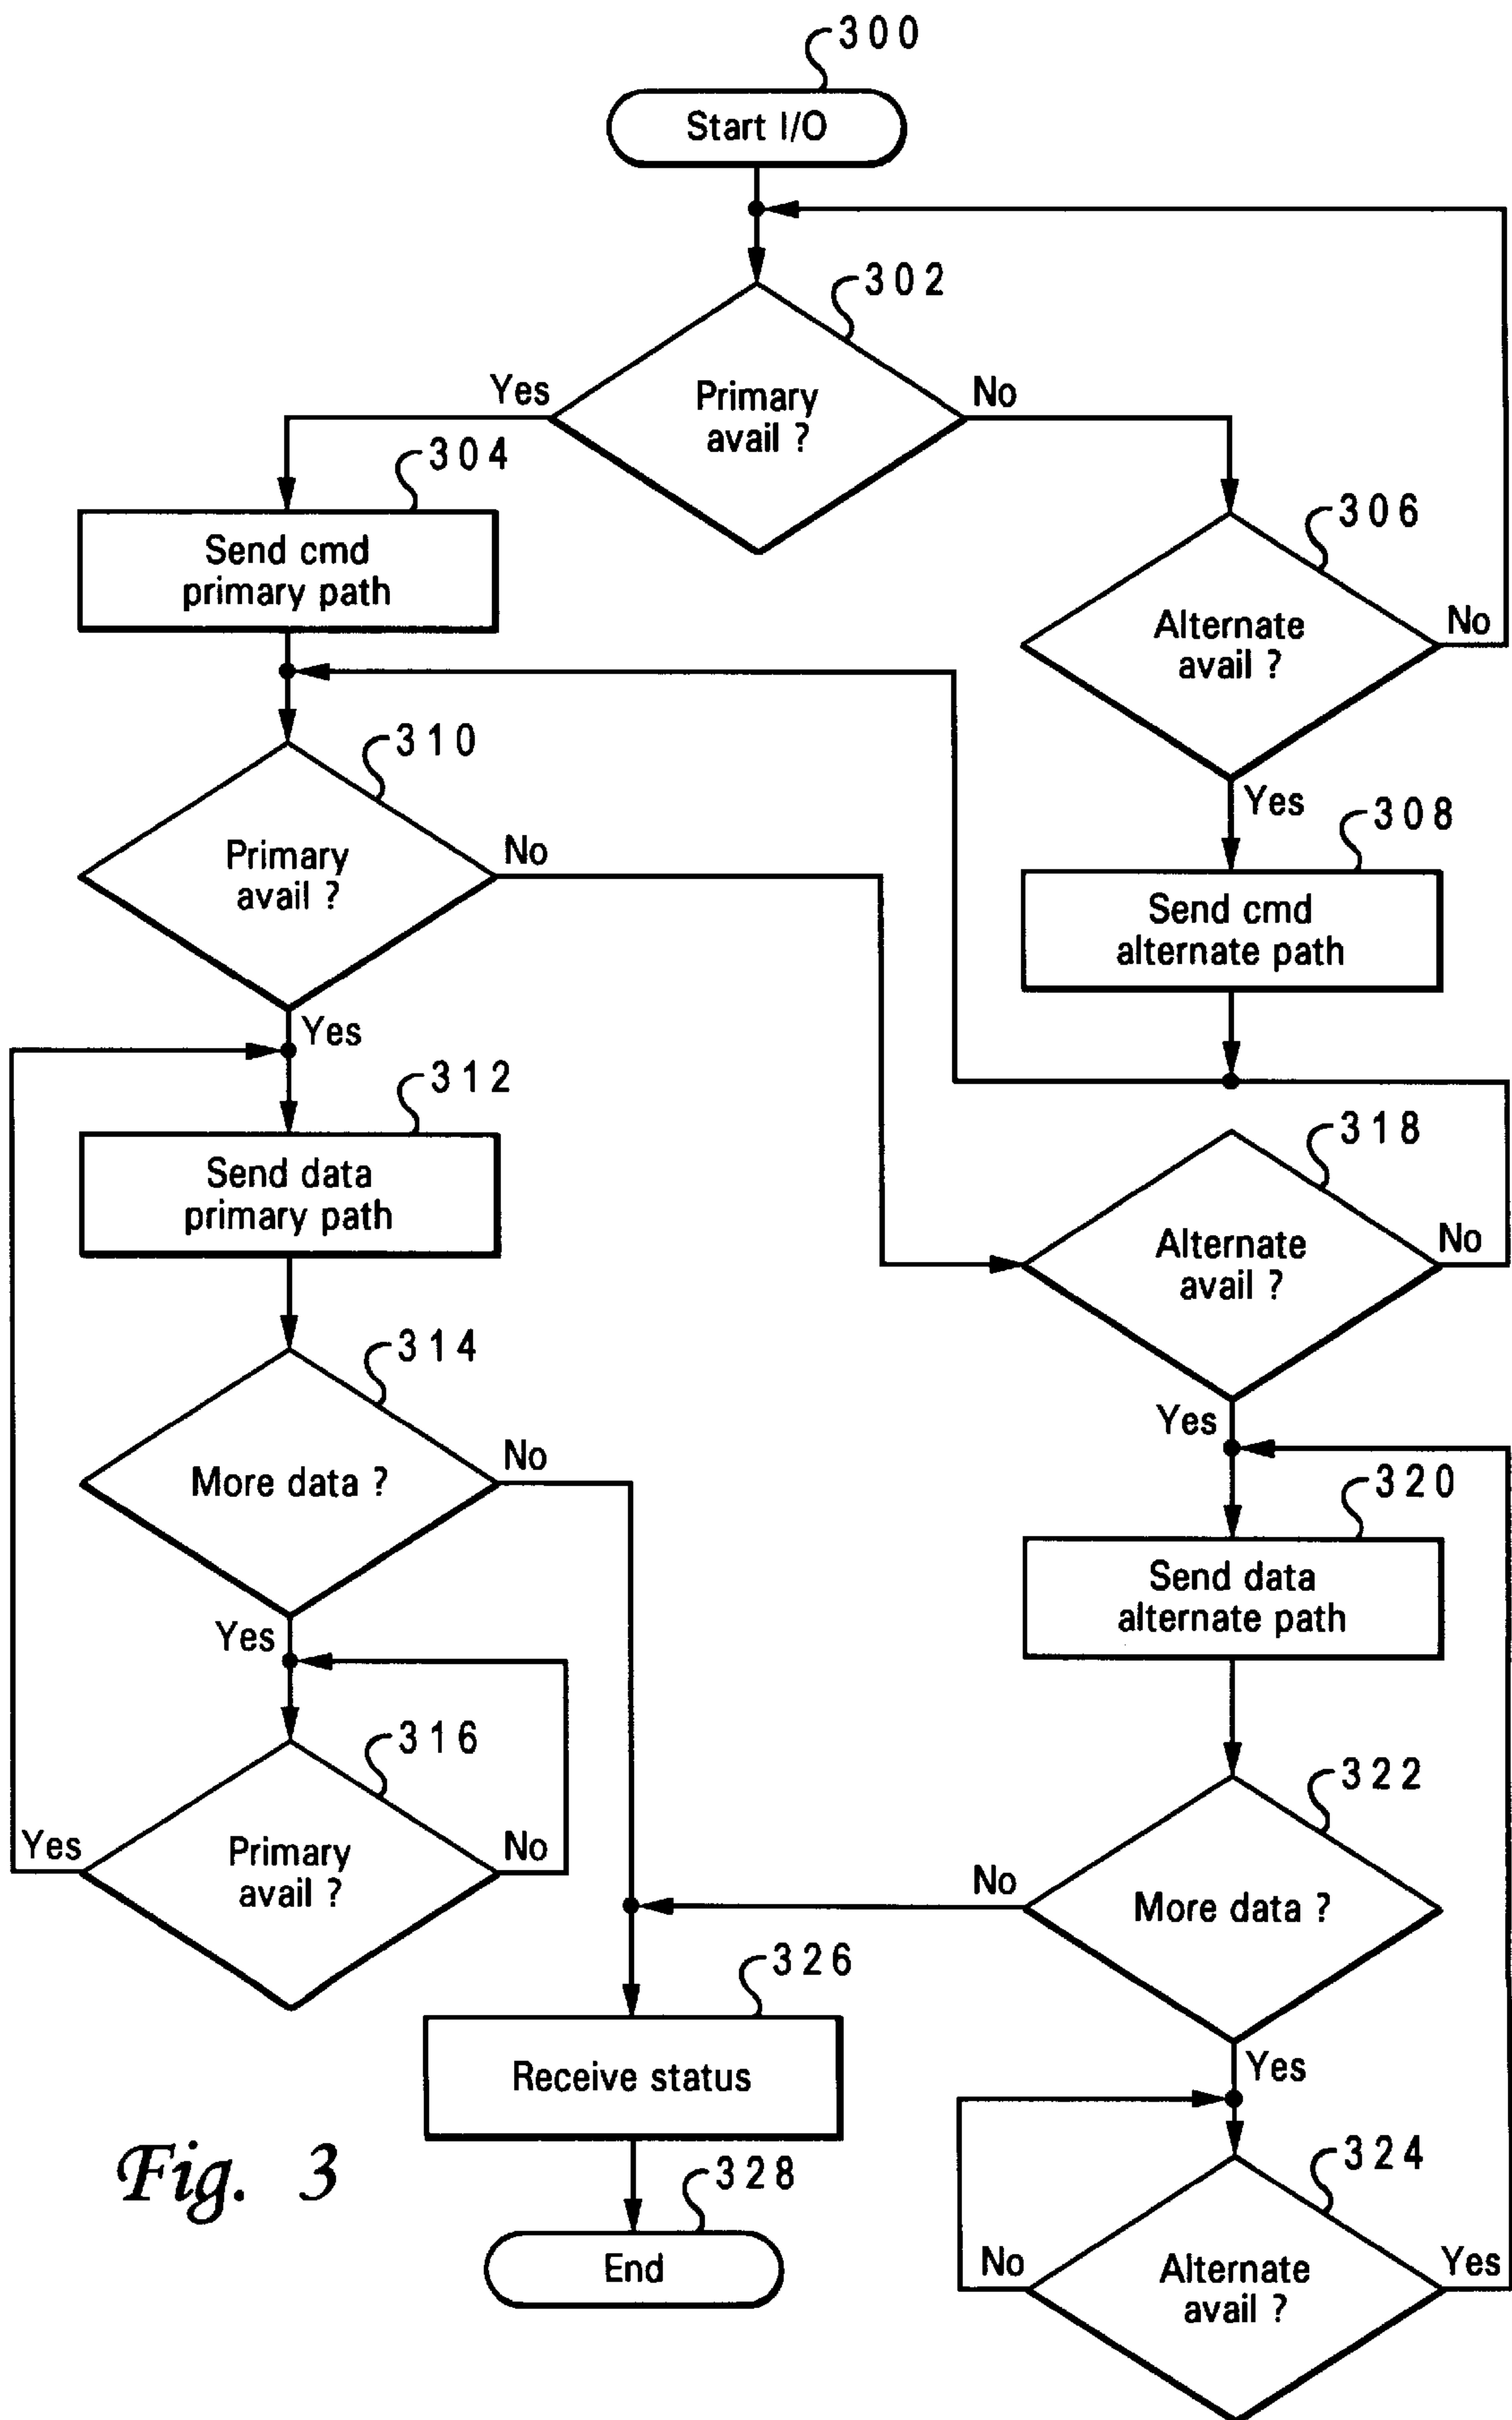 300
Start I/O
302
Yes
Primary
avail ?
No
304
Send cmd
primary path
306
Alternate
avail ?
No
310
Yes
308
Primary
avail ?
No
Send cmd
alternate path
Yes
312
Send data
primary path
318
Alternate
avail ?
No
314
Yes
More data ?
No
320
Send data
alternate path
Yes
316
322
Yes
Primary
avail ?
No
No
More data ?
326
Receive status
Yes
Fig. 3
328
324
End
No
Alternate
avail ?
Yes